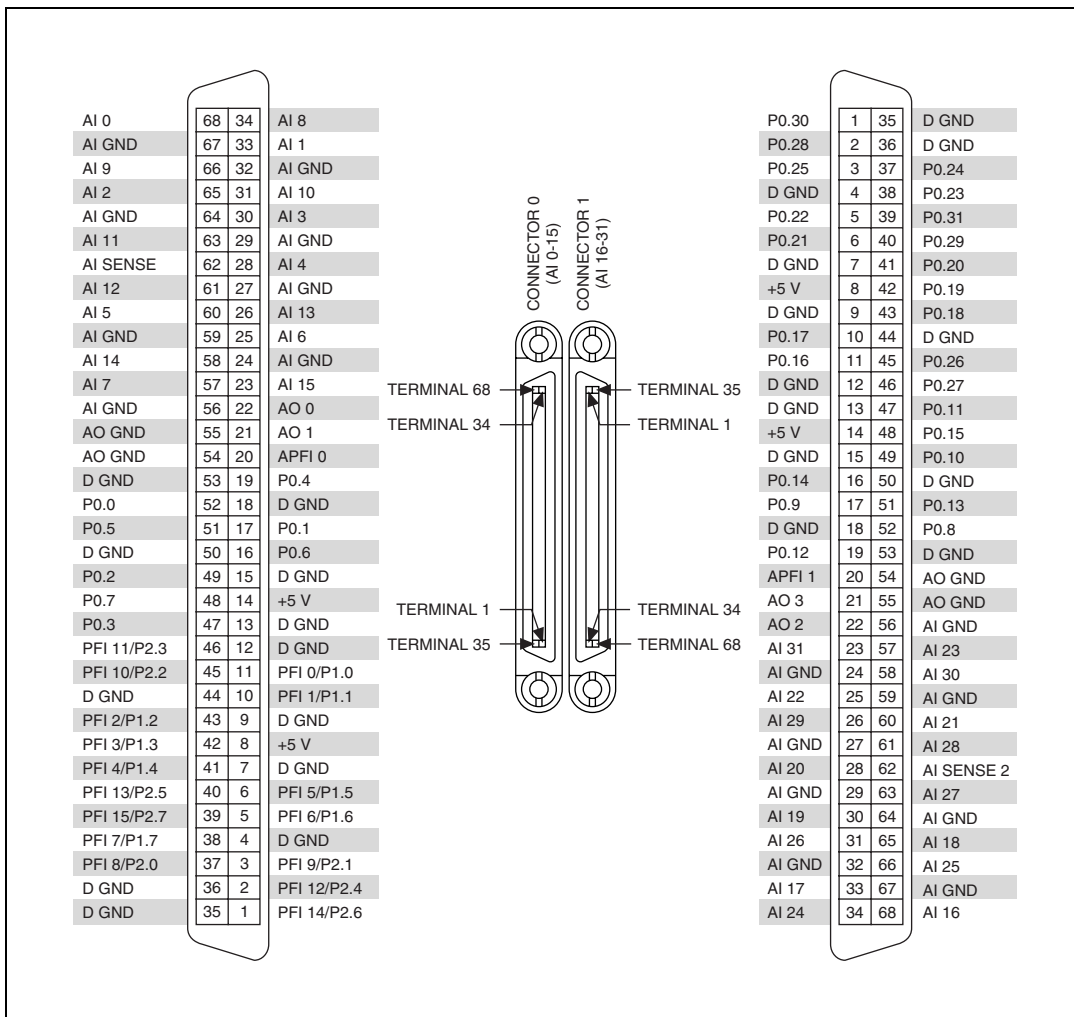 AI 0 68 34 AI 8
AI GND 67 33 AI 1
AI 9 66 32 AI GND
AI 2 65 31 AI 10
AI GND 64 30 AI 3
AI 11 63 29 AI GND
AI SENSE 62 28 AI 4
AI 12 61 27 AI GND
AI 5 60 26 AI 13
AI GND 59 25 AI 6
AI 14 58 24 AI GND
AI 7 57 23 AI 15
AI GND 56 22 AO 0
AO GND 55 21 AO 1
AO GND 54 20 APFI 0
D GND 53 19 P0.4
P0.0 52 18 D GND
P0.5 51 17 P0.1
D GND 50 16 P0.6
P0.2 49 15 D GND
P0.7 48 14 +5 V
P0.3 47 13 D GND
PFI 11/P2.3 46 12 D GND
PFI 10/P2.2 45 11 PFI 0/P1.0
D GND 44 10 PFI 1/P1.1
PFI 2/P1.2 43 9 D GND
PFI 3/P1.3 42 8 +5 V
PFI 4/P1.4 41 7 D GND
PFI 13/P2.5 40 6 PFI 5/P1.5
PFI 15/P2.7 39 5 PFI 6/P1.6
PFI 7/P1.7 38 4 D GND
PFI 8/P2.0 37 3 PFI 9/P2.1
D GND 36 2 PFI 12/P2.4
D GND 35 1 PFI 14/P2.6
CONNECTOR 0
(AI 0-15)
CONNECTOR 1
(AI 16-31)
TERMINAL 68
TERMINAL 34
TERMINAL 35
TERMINAL 1
TERMINAL 1
TERMINAL 35
TERMINAL 34
TERMINAL 68
P0.30 1 35 D GND
P0.28 2 36 D GND
P0.25 3 37 P0.24
D GND 4 38 P0.23
P0.22 5 39 P0.31
P0.21 6 40 P0.29
D GND 7 41 P0.20
+5 V 8 42 P0.19
D GND 9 43 P0.18
P0.17 10 44 D GND
P0.16 11 45 P0.26
D GND 12 46 P0.27
D GND 13 47 P0.11
+5 V 14 48 P0.15
D GND 15 49 P0.10
P0.14 16 50 D GND
P0.9 17 51 P0.13
D GND 18 52 P0.8
P0.12 19 53 D GND
APFI 1 20 54 AO GND
AO 3 21 55 AO GND
AO 2 22 56 AI GND
AI 31 23 57 AI 23
AI GND 24 58 AI 30
AI 22 25 59 AI GND
AI 29 26 60 AI 21
AI GND 27 61 AI 28
AI 20 28 62 AI SENSE 2
AI GND 29 63 AI 27
AI 19 30 64 AI GND
AI 26 31 65 AI 18
AI GND 32 66 AI 25
AI 17 33 67 AI GND
AI 24 34 68 AI 16